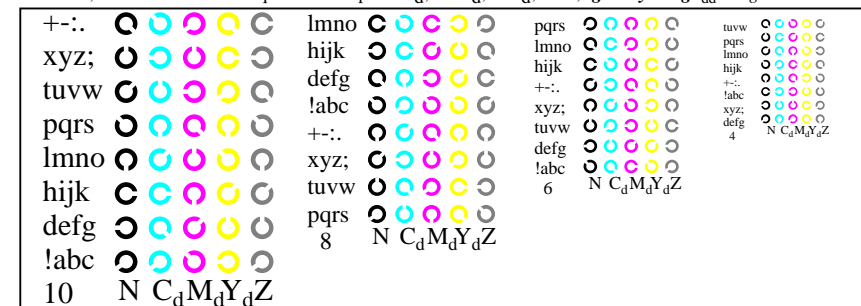 +-:.
xyz;
tuvw
pqrs
lmno
hijk
defg
!abc
10 N CdMdYdZ
lmno
hijk
defg
!abc
+-:.
xyz;
tuvw
pqrs
8 N CdMdYdZ
pqrs
lmno
hijk
+-:.
xyz;
tuvw
defg
!abc
6 N CdMdYdZ
tuvw
pqrs
lmno
hijk
+-:.
!abc
xyz;
defg
4 N CdMdYdZ